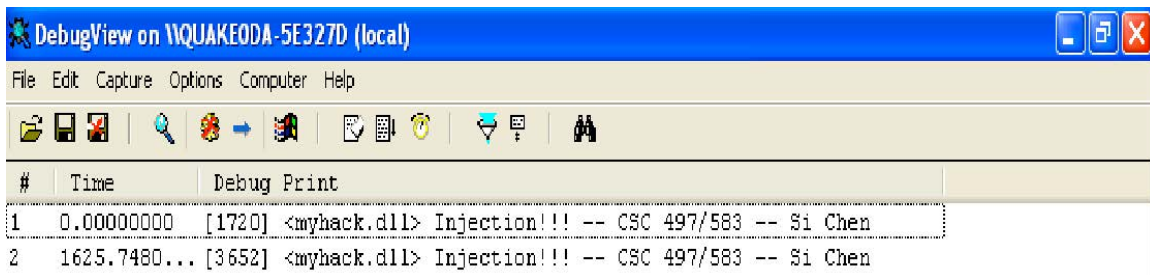 DebugView on \\QUAKE0DA-5E327D (local)
File Edit Capture Options Computer Help
# Time Debug Print
1 0.00000000 [1720] <myhack.dll> Injection!!! -- CSC 497/583 -- Si Chen
2 1625.7480... [3652] <myhack.dll> Injection!!! -- CSC 497/583 -- Si Chen